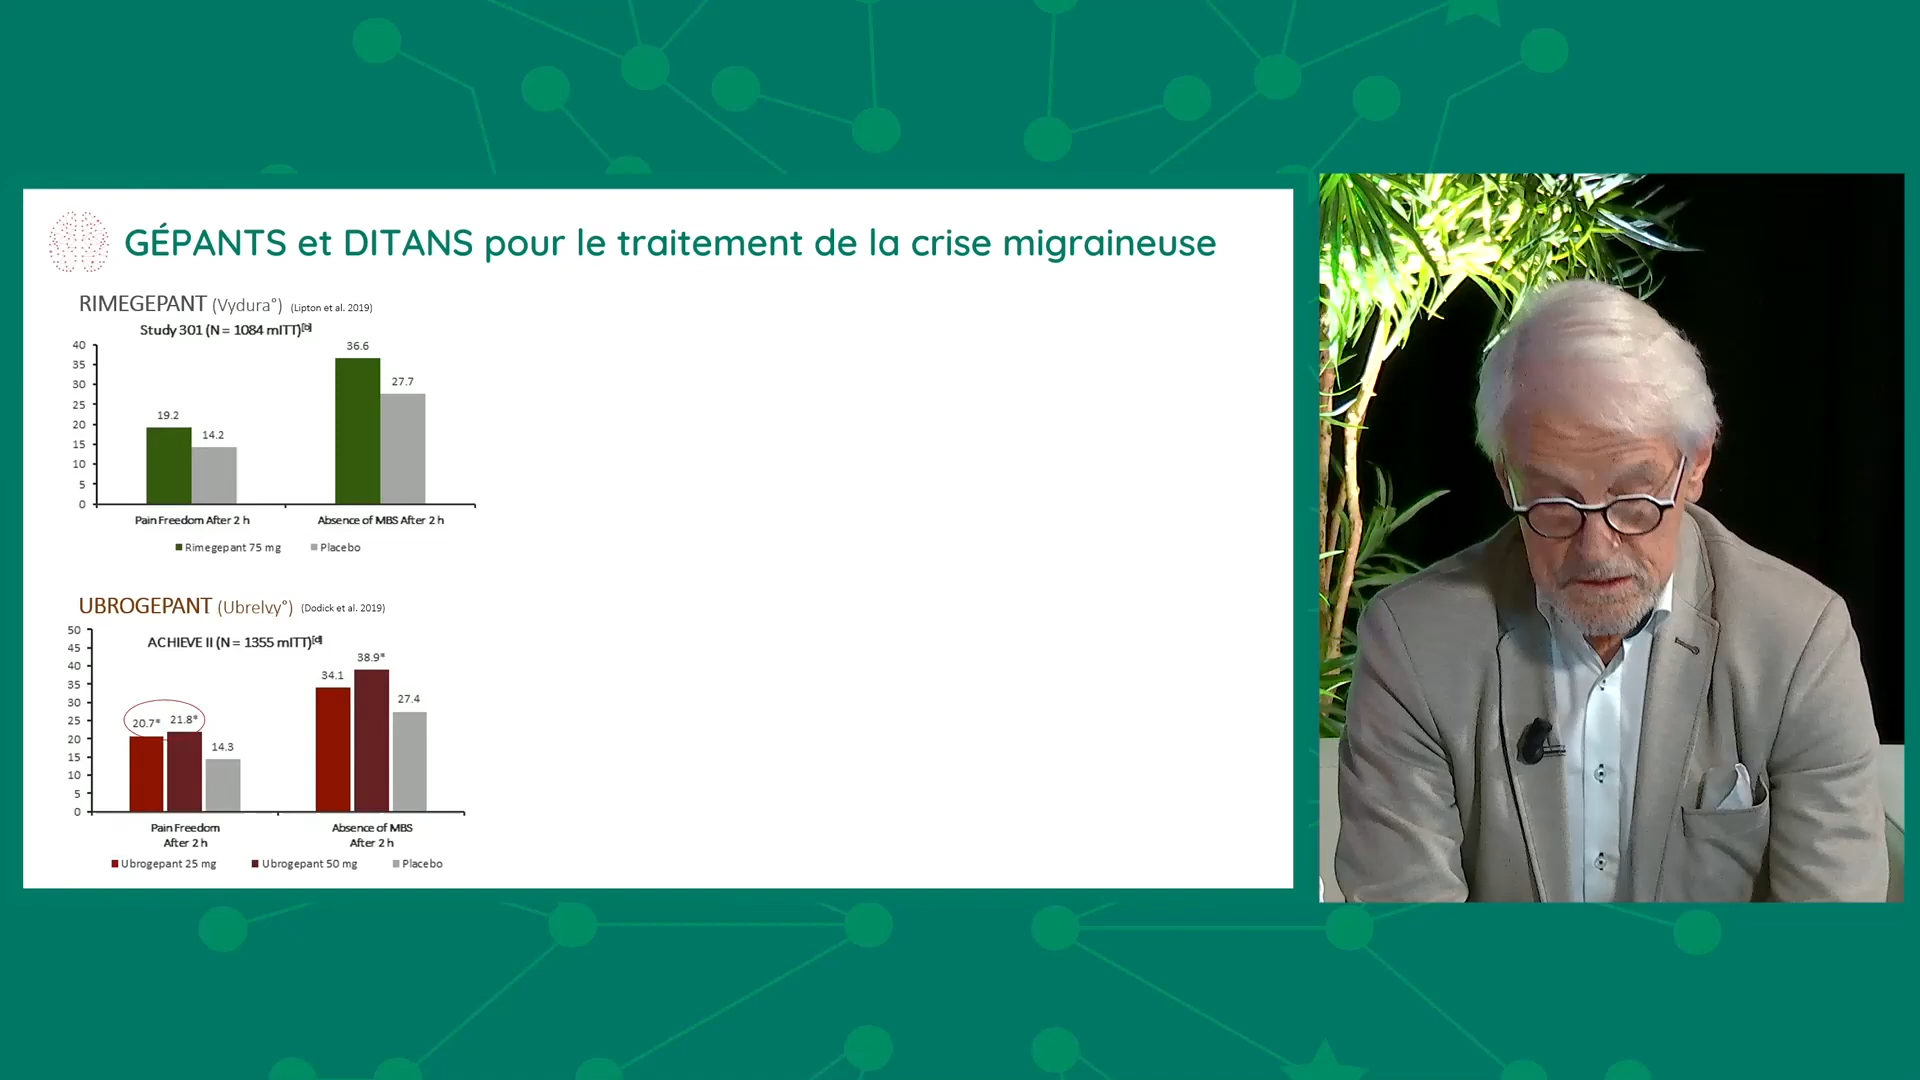 GÉPANTS et DITANS pour le traitement de la crise migraineuse
RIMEGEPANT (Vydura°) (Lipton et al. 2019)
Study 301 (N = 1084 mITT)[b]
40
35
30
25
20
15
10
5
0
19.2
14.2
36.6
27.7
Pain Freedom After 2 h
Absence of MBS After 2 h
Rimegepant 75 mg
Placebo
UBROGEPANT (Ubrelvy°) (Dodick et al. 2019)
ACHIEVE II (N = 1355 mITT)[d]
50
45
40
35
30
25
20
15
10
5
0
20.7*
21.8*
14.3
34.1
38.9*
27.4
Pain Freedom
After 2 h
Absence of MBS
After 2 h
Ubrogepant 25 mg
Ubrogepant 50 mg
Placebo